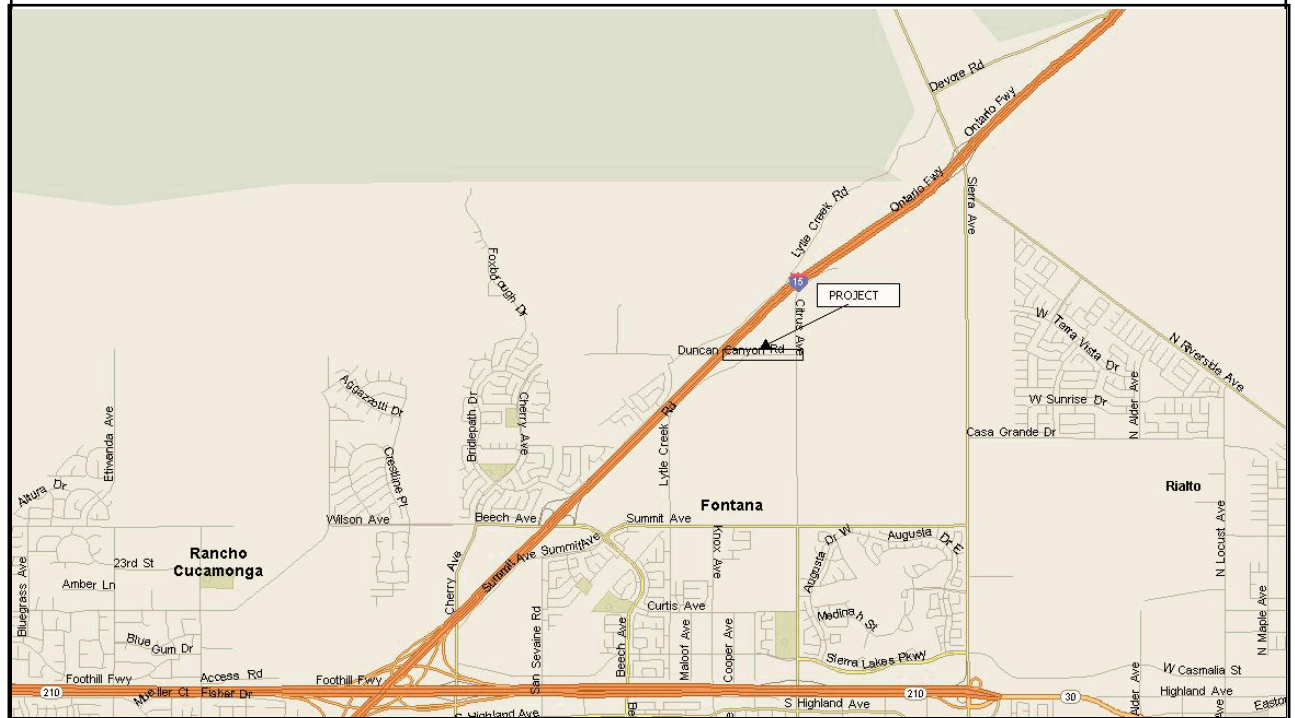 Devore Rd
Ontario Fwy
Ontario Fwy
Sierra Ave
Lytle Creek Rd
15
PROJECT
Citrus Ave
Foxborough Dr
Duncan Canyon Rd
W Terra Vista Dr
N Riverside Ave
Aggazzotti Dr
Bridlepath Dr
Cherry Ave
W Sunrise Dr
N Alder Ave
Etiwanda Ave
Lytle Creek Rd
Casa Grande Dr
Crestline Pl
Altura Dr
Rialto
Fontana
Wilson Ave
Beech Ave
Summit Ave
N Locust Ave
Knox Ave
Augusta Dr W
Augusta Dr E
Rancho
Cucamonga
23rd St
Summit Ave
Summit Ave
Amber Ln
Bluegrass Ave
Cherry Ave
Curtis Ave
Medinah St
N Maple Ave
Blue Gum Dr
San Sevaine Rd
Beech Ave
Maloof Ave
Cooper Ave
Sierra Lakes Pkwy
W Casmalia St
Foothill Fwy
Access Rd
Foothill Fwy
210
Mueller Ct
Fisher Dr
210
30
Alder Ave
Highland Ave
S Highland Ave
Highland Ave
Be
Easton